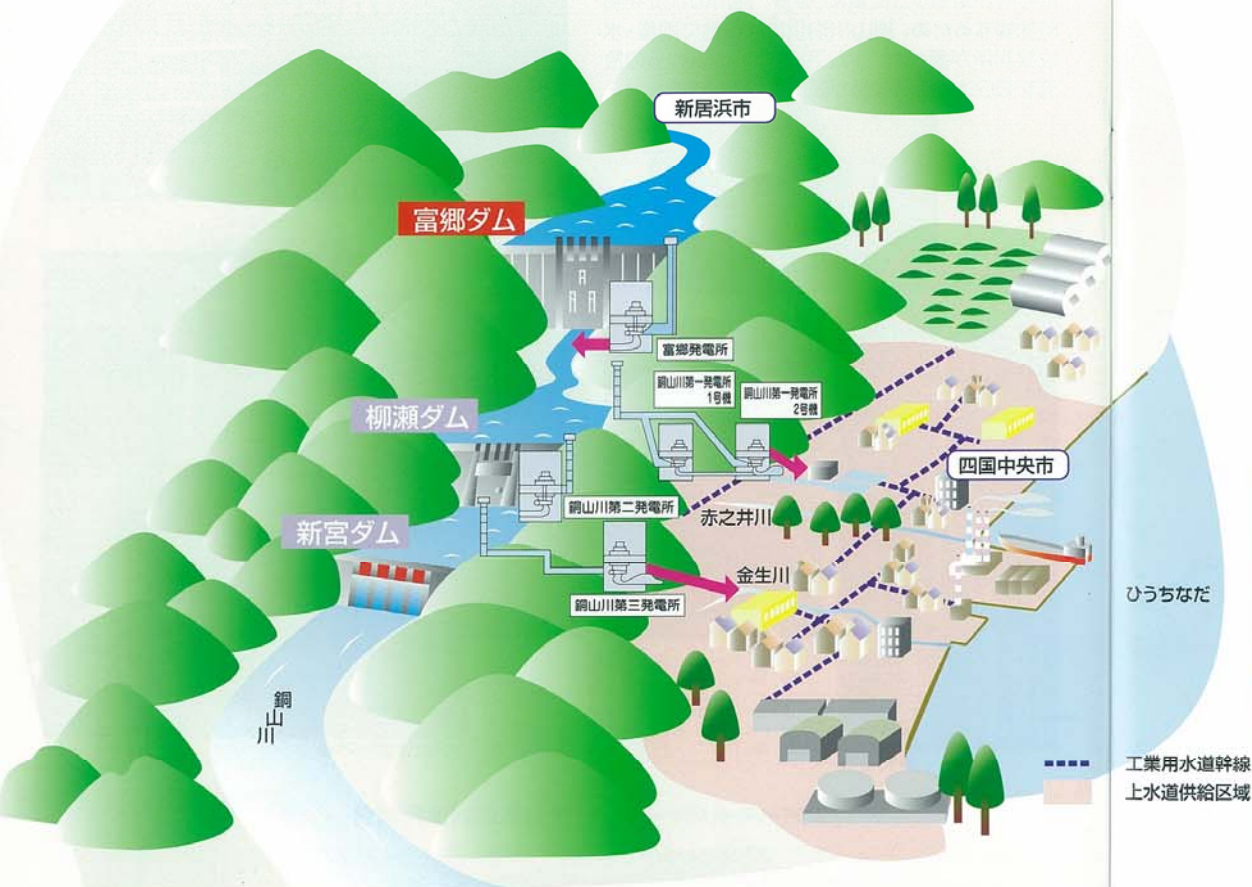 新居浜市
富郷ダム
富郷発電所
銅山川第一発電所
1号機
銅山川第一発電所
2号機
柳瀬ダム
四国中央市
銅山川第二発電所
赤之井川
新宮ダム
金生川
銅山川第三発電所
ひうちなだ
銅山川
工業用水道幹線
上水道供給区域